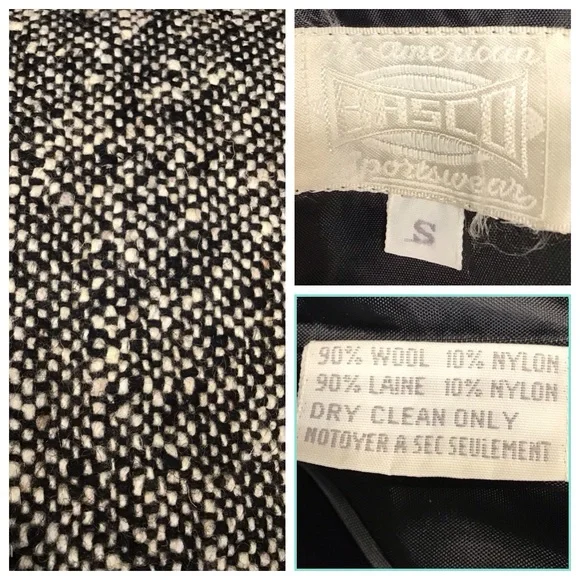 american
BASCO
Sportswear
S
90% WOOL 10% NYLON
90% LAINE 10% NYLON
DRY CLEAN ONLY
NOTOYER A SEC SEULEMENT